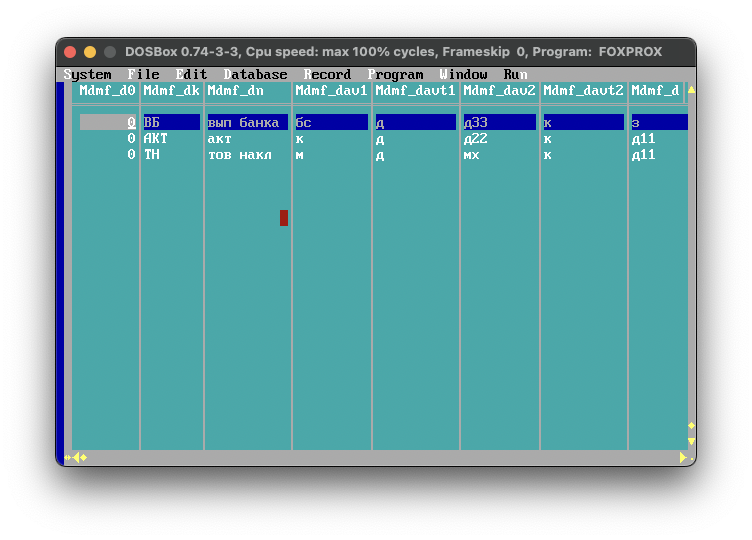 DOSBox 0.74-3-3, Cpu speed: max 100% cycles, Frameskip 0, Program: FOXPROX
System File Edit Database Record Program Window Run
Mdmf_d0 Mdmf_dk Mdmf_dn Mdmf_dav1 Mdmf_davt1 Mdmf_dav2 Mdmf_davt2 Mdmf_d
0 ВБ вып банка бс д д33 к з
0 АКТ акт к д д22 к д11
0 ТН тов накл м д мх к д11